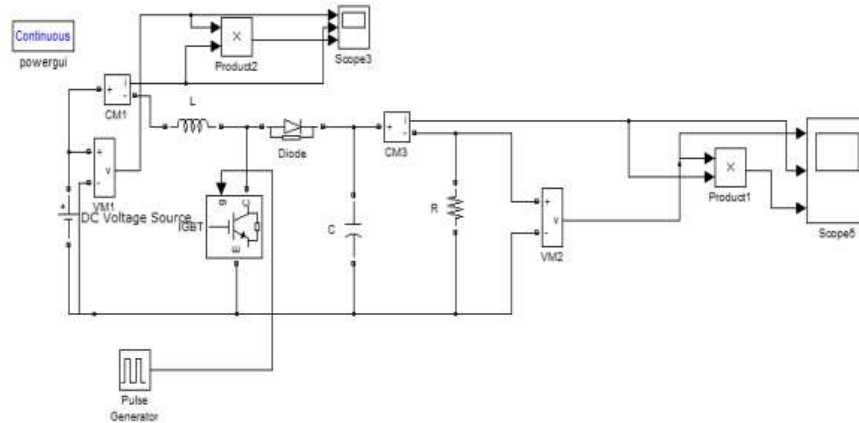 Continuous
powergui
Product2
Scope3
CM1
L
Diode
CM3
VM1
DC Voltage Source
IGBT
g
C
E
C
R
VM2
Product1
Scope5
Pulse
Generator